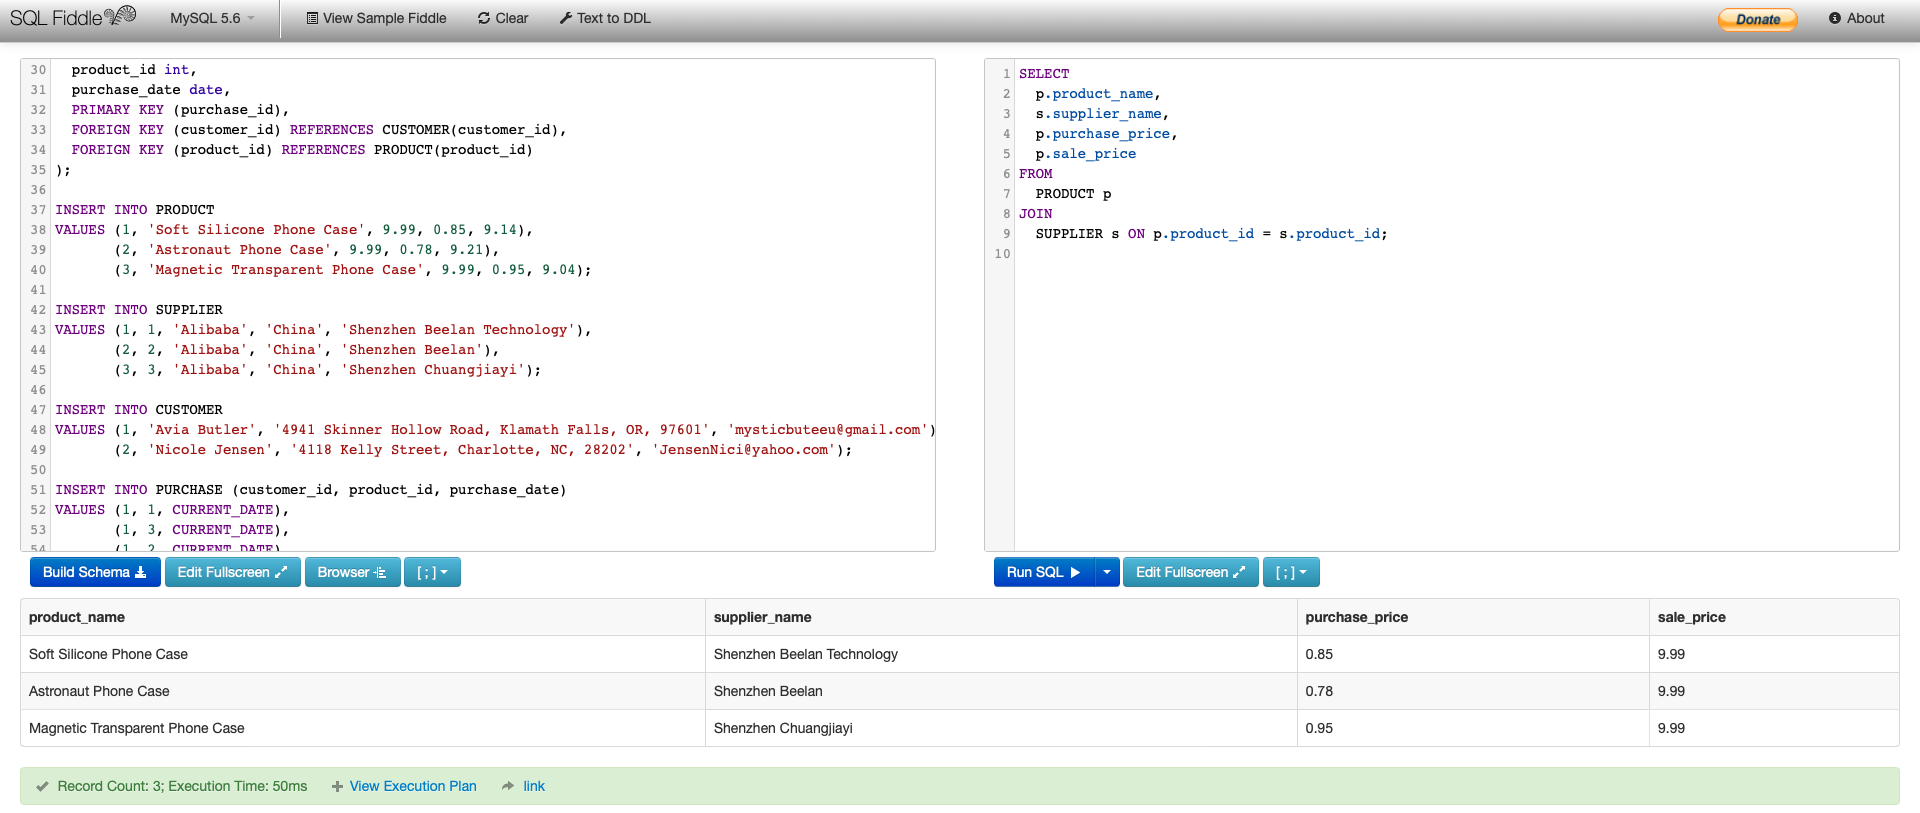 SQL Fiddle MySQL 5.6 View Sample Fiddle Clear Text to DDL Donate About
30 product_id int,
31 purchase_date date,
32 PRIMARY KEY (purchase_id),
33 FOREIGN KEY (customer_id) REFERENCES CUSTOMER(customer_id),
34 FOREIGN KEY (product_id) REFERENCES PRODUCT(product_id)
35 );
36
37 INSERT INTO PRODUCT
38 VALUES (1, 'Soft Silicone Phone Case', 9.99, 0.85, 9.14),
39 (2, 'Astronaut Phone Case', 9.99, 0.78, 9.21),
40 (3, 'Magnetic Transparent Phone Case', 9.99, 0.95, 9.04);
41
42 INSERT INTO SUPPLIER
43 VALUES (1, 1, 'Alibaba', 'China', 'Shenzhen Beelan Technology'),
44 (2, 2, 'Alibaba', 'China', 'Shenzhen Beelan'),
45 (3, 3, 'Alibaba', 'China', 'Shenzhen Chuangjiayi');
46
47 INSERT INTO CUSTOMER
48 VALUES (1, 'Avia Butler', '4941 Skinner Hollow Road, Klamath Falls, OR, 97601', 'mysticbuteeu@gmail.com')
49 (2, 'Nicole Jensen', '4118 Kelly Street, Charlotte, NC, 28202', 'JensenNici@yahoo.com');
50
51 INSERT INTO PURCHASE (customer_id, product_id, purchase_date)
52 VALUES (1, 1, CURRENT_DATE),
53 (1, 3, CURRENT_DATE),
54 (1, 2, CURRENT_DATE)
Build Schema Edit Fullscreen Browser [ ; ]
1 SELECT
2 p.product_name,
3 s.supplier_name,
4 p.purchase_price,
5 p.sale_price
6 FROM
7 PRODUCT p
8 JOIN
9 SUPPLIER s ON p.product_id = s.product_id;
10
Run SQL Edit Fullscreen [ ; ]
product_name supplier_name purchase_price sale_price
Soft Silicone Phone Case Shenzhen Beelan Technology 0.85 9.99
Astronaut Phone Case Shenzhen Beelan 0.78 9.99
Magnetic Transparent Phone Case Shenzhen Chuangjiayi 0.95 9.99
Record Count: 3; Execution Time: 50ms View Execution Plan link